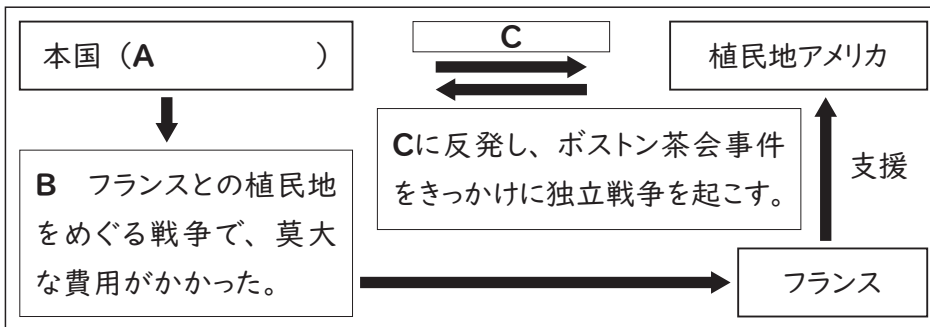 本国（A　　　　　）
C
植民地アメリカ
Cに反発し、ボストン茶会事件
をきっかけに独立戦争を起こす。
支援
B　フランスとの植民地
をめぐる戦争で、莫大
な費用がかかった。
フランス